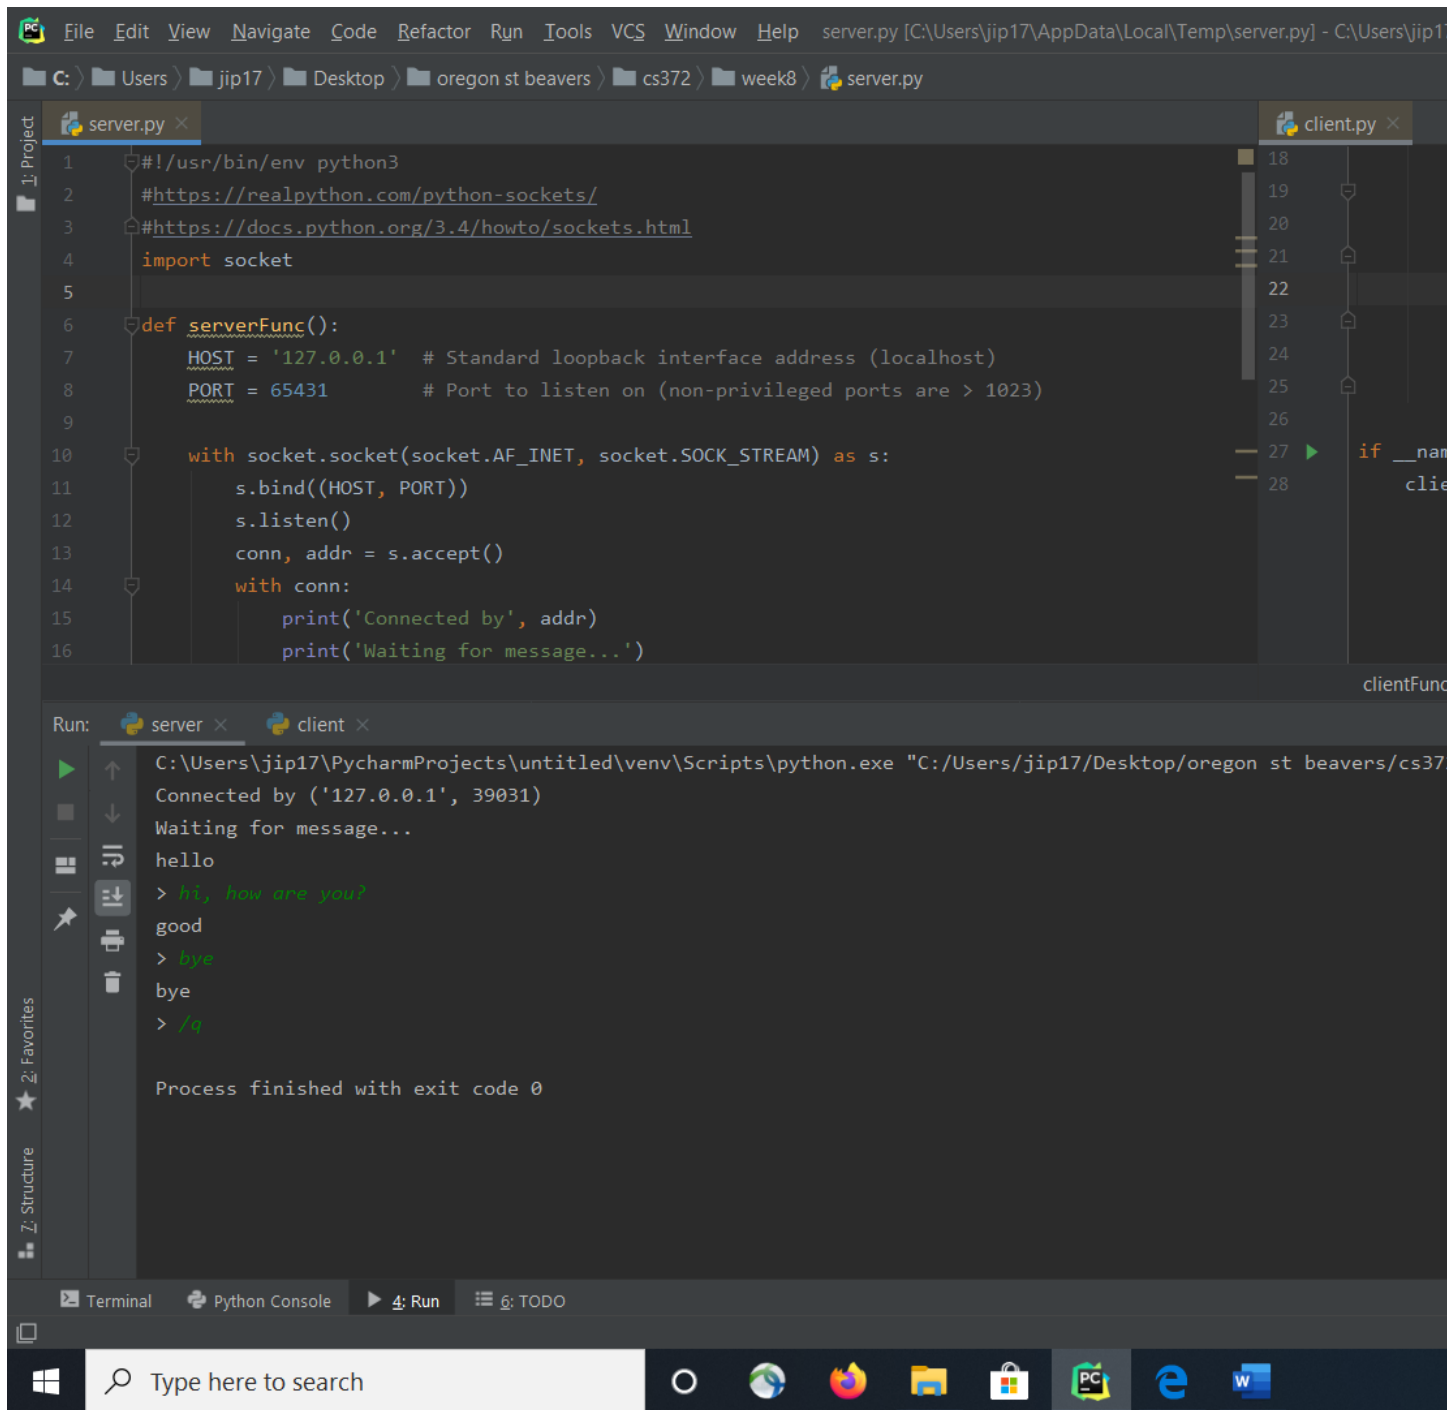 File Edit View Navigate Code Refactor Run Tools VCS Window Help server.py [C:\Users\jip17\AppData\Local\Temp\server.py] - C:\Users\jip17
C: Users jip17 Desktop oregon st beavers cs372 week8 server.py
1: Project
server.py
1 #!/usr/bin/env python3
2 #https://realpython.com/python-sockets/
3 #https://docs.python.org/3.4/howto/sockets.html
4 import socket
5
6 def serverFunc():
7 HOST = '127.0.0.1' # Standard loopback interface address (localhost)
8 PORT = 65431 # Port to listen on (non-privileged ports are > 1023)
9
10 with socket.socket(socket.AF_INET, socket.SOCK_STREAM) as s:
11 s.bind((HOST, PORT))
12 s.listen()
13 conn, addr = s.accept()
14 with conn:
15 print('Connected by', addr)
16 print('Waiting for message...')
client.py
18
19
20
21
22
23
24
25
26
27 if __nam
28 clie
clientFunc
Run: server client
C:\Users\jip17\PycharmProjects\untitled\venv\Scripts\python.exe "C:/Users/jip17/Desktop/oregon st beavers/cs37
Connected by ('127.0.0.1', 39031)
Waiting for message...
hello
> hi, how are you?
good
> bye
bye
> /q
Process finished with exit code 0
2: Favorites
7: Structure
Terminal Python Console 4: Run 6: TODO
Type here to search